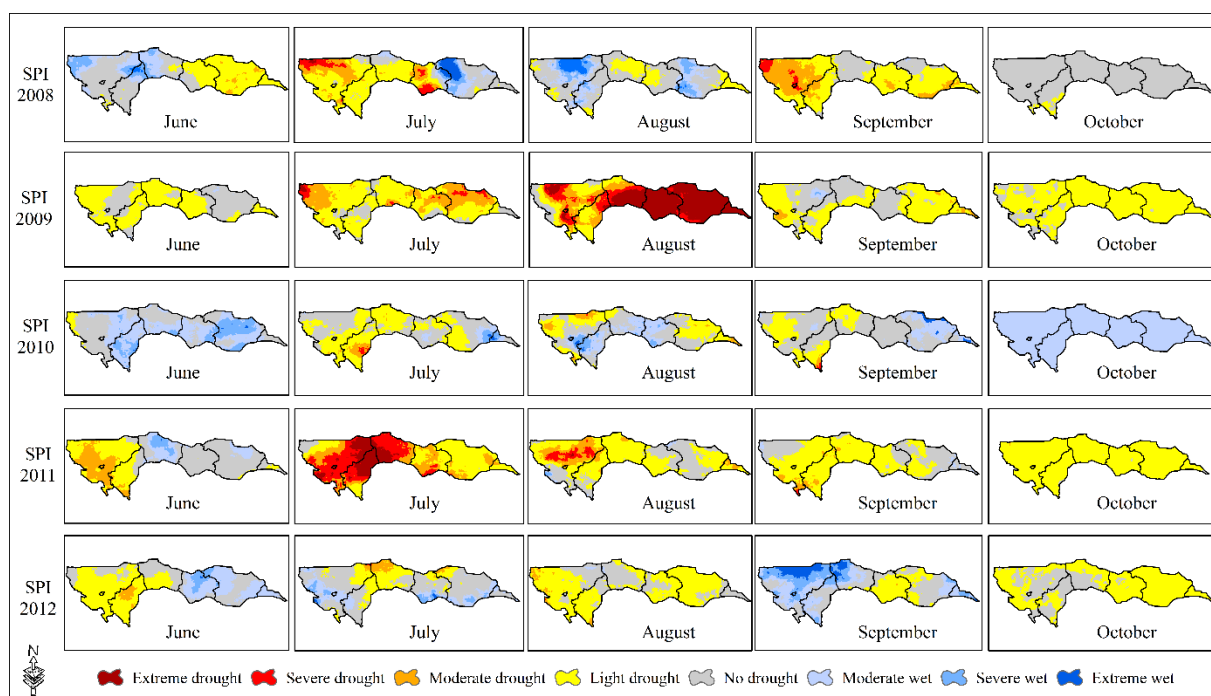 SPI
2008
June
July
August
September
October
SPI
2009
June
July
August
September
October
SPI
2010
June
July
August
September
October
SPI
2011
June
July
August
September
October
SPI
2012
June
July
August
September
October
N
Extreme drought Severe drought Moderate drought Light drought No drought Moderate wet Severe wet Extreme wet